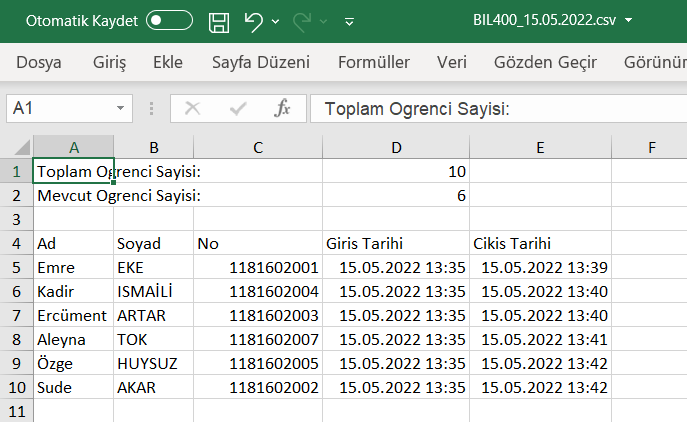 Otomatik Kaydet BIL400_15.05.2022.csv
Dosya Giriş Ekle Sayfa Düzeni Formüller Veri Gözden Geçir Görünür
A1 fx Toplam Ogrenci Sayisi:
A B C D E F
1 Toplam Ogrenci Sayisi: 10
2 Mevcut Ogrenci Sayisi: 6
3
4 Ad Soyad No Giris Tarihi Cikis Tarihi
5 Emre EKE 1181602001 15.05.2022 13:35 15.05.2022 13:39
6 Kadir ISMAİLİ 1181602004 15.05.2022 13:35 15.05.2022 13:40
7 Ercüment ARTAR 1181602003 15.05.2022 13:35 15.05.2022 13:40
8 Aleyna TOK 1181602007 15.05.2022 13:35 15.05.2022 13:41
9 Özge HUYSUZ 1181602005 15.05.2022 13:35 15.05.2022 13:42
10 Sude AKAR 1181602002 15.05.2022 13:35 15.05.2022 13:42
11